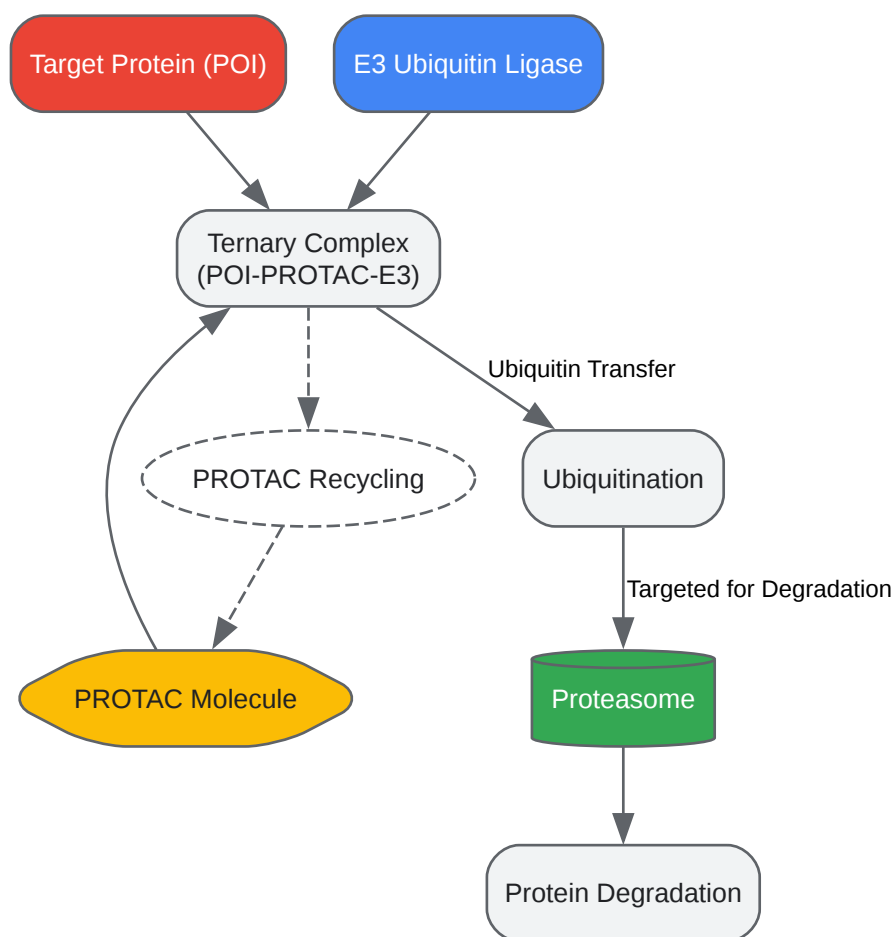 Target Protein (POI)
E3 Ubiquitin Ligase
Ternary Complex
(POI-PROTAC-E3)
Ubiquitin Transfer
PROTAC Recycling
Ubiquitination
Targeted for Degradation
PROTAC Molecule
Proteasome
Protein Degradation